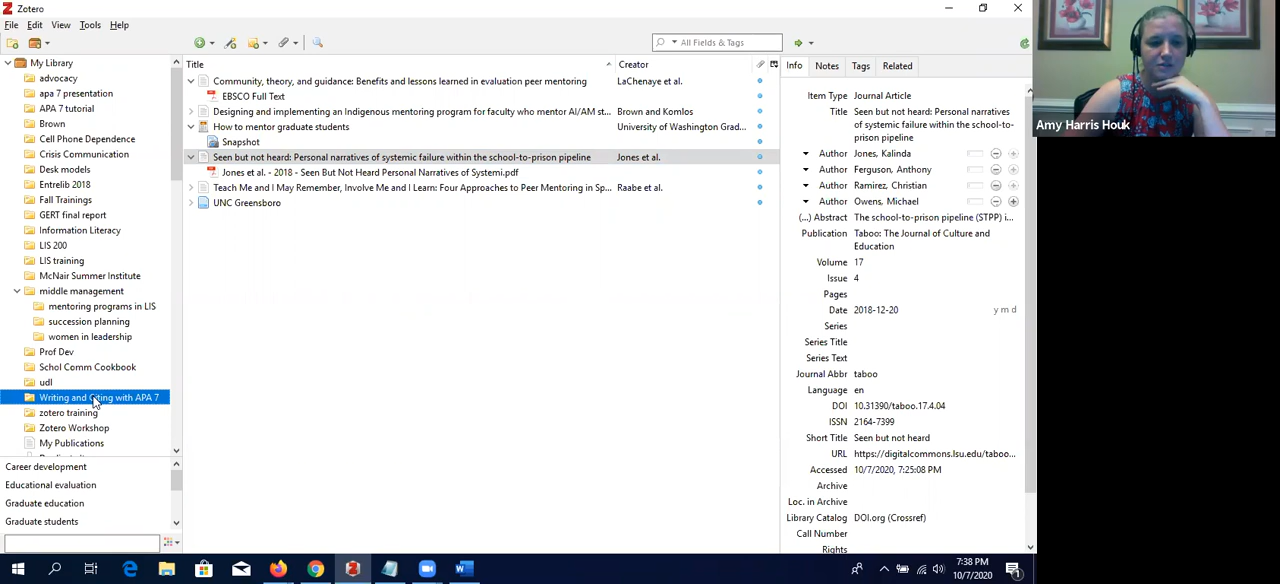 Zotero
File Edit View Tools Help
All Fields & Tags
My Library
advocacy
apa 7 presentation
APA 7 tutorial
Brown
Cell Phone Dependence
Crisis Communication
Desk models
Entrelib 2018
Fall Trainings
GERT final report
Information Literacy
LIS 200
LIS training
McNair Summer Institute
middle management
mentoring programs in LIS
succession planning
women in leadership
Prof Dev
Schol Comm Cookbook
udl
Writing and Citing with APA 7
zotero training
Zotero Workshop
My Publications
Career development
Educational evaluation
Graduate education
Graduate students
Title Creator
Community, theory, and guidance: Benefits and lessons learned in evaluation peer mentoring LaChenaye et al.
EBSCO Full Text
Designing and implementing an Indigenous mentoring program for faculty who mentor AI/AM st... Brown and Komlos
How to mentor graduate students University of Washington Grad...
Snapshot
Seen but not heard: Personal narratives of systemic failure within the school-to-prison pipeline Jones et al.
Jones et al. - 2018 - Seen But Not Heard Personal Narratives of Systemi.pdf
Teach Me and I May Remember, Involve Me and I Learn: Four Approaches to Peer Mentoring in Sp... Raabe et al.
UNC Greensboro
Info Notes Tags Related
Item Type Journal Article
Title Seen but not heard: Personal
narratives of systemic failure
within the school-to-prison
pipeline
Author Jones, Kalinda
Author Ferguson, Anthony
Author Ramirez, Christian
Author Owens, Michael
(...) Abstract The school-to-prison pipeline (STPP) i...
Publication Taboo: The Journal of Culture and
Education
Volume 17
Issue 4
Pages
Date 2018-12-20 y m d
Series
Series Title
Series Text
Journal Abbr taboo
Language en
DOI 10.31390/taboo.17.4.04
ISSN 2164-7399
Short Title Seen but not heard
URL https://digitalcommons.lsu.edu/taboo...
Accessed 10/7/2020, 7:25:08 PM
Archive
Loc. in Archive
Library Catalog DOI.org (Crossref)
Call Number
Rights
Amy Harris Houk
7:38 PM
10/7/2020
1